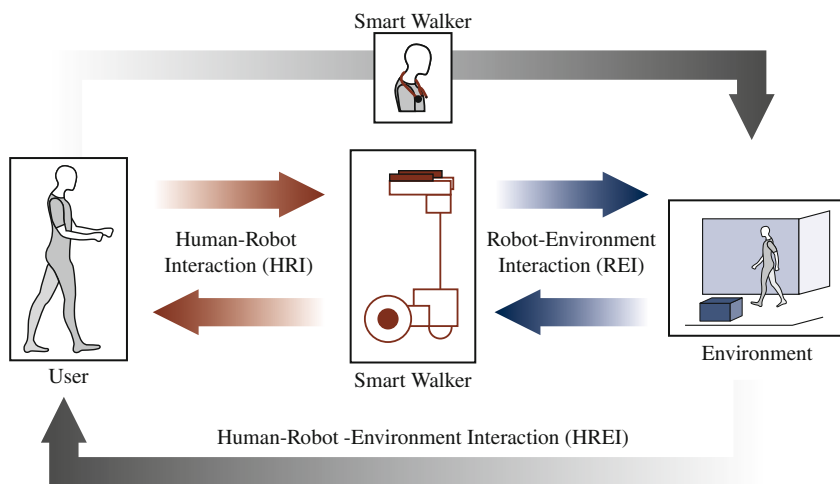 Smart Walker
Human-Robot
Interaction (HRI)
Robot-Environment
Interaction (REI)
User
Smart Walker
Environment
Human-Robot -Environment Interaction (HREI)